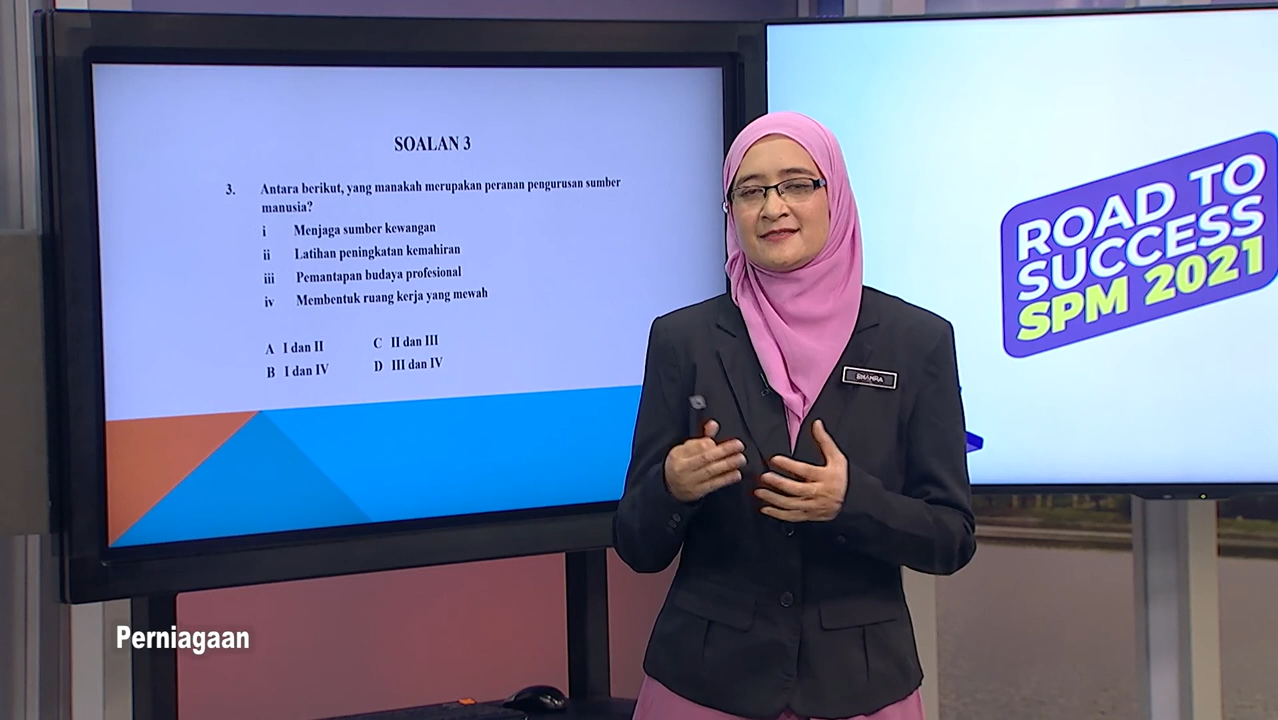 SOALAN 3
3. Antara berikut, yang manakah merupakan peranan pengurusan sumber
manusia?
i Menjaga sumber kewangan
ii Latihan peningkatan kemahiran
iii Pemantapan budaya profesional
iv Membentuk ruang kerja yang mewah
A I dan II C II dan III
B I dan IV D III dan IV
ROAD TO
SUCCESS
SPM 2021
Perniagaan